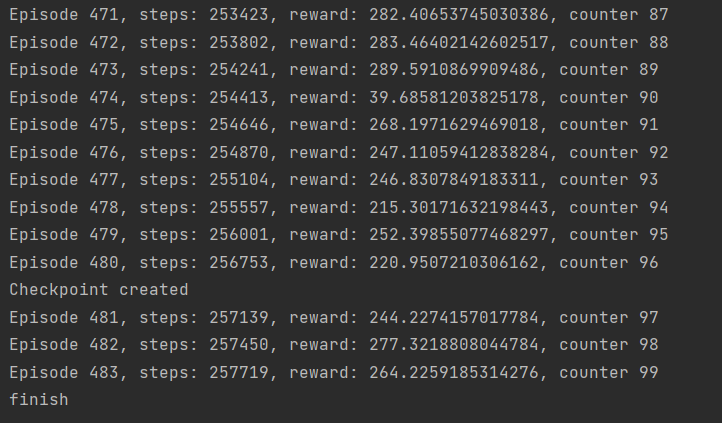 Episode 471, steps: 253423, reward: 282.40653745030386, counter 87
Episode 472, steps: 253802, reward: 283.46402142602517, counter 88
Episode 473, steps: 254241, reward: 289.5910869909486, counter 89
Episode 474, steps: 254413, reward: 39.68581203825178, counter 90
Episode 475, steps: 254646, reward: 268.1971629469018, counter 91
Episode 476, steps: 254870, reward: 247.11059412838284, counter 92
Episode 477, steps: 255104, reward: 246.8307849183311, counter 93
Episode 478, steps: 255557, reward: 215.30171632198443, counter 94
Episode 479, steps: 256001, reward: 252.39855077468297, counter 95
Episode 480, steps: 256753, reward: 220.9507210306162, counter 96
Checkpoint created
Episode 481, steps: 257139, reward: 244.2274157017784, counter 97
Episode 482, steps: 257450, reward: 277.3218808044784, counter 98
Episode 483, steps: 257719, reward: 264.2259185314276, counter 99
finish